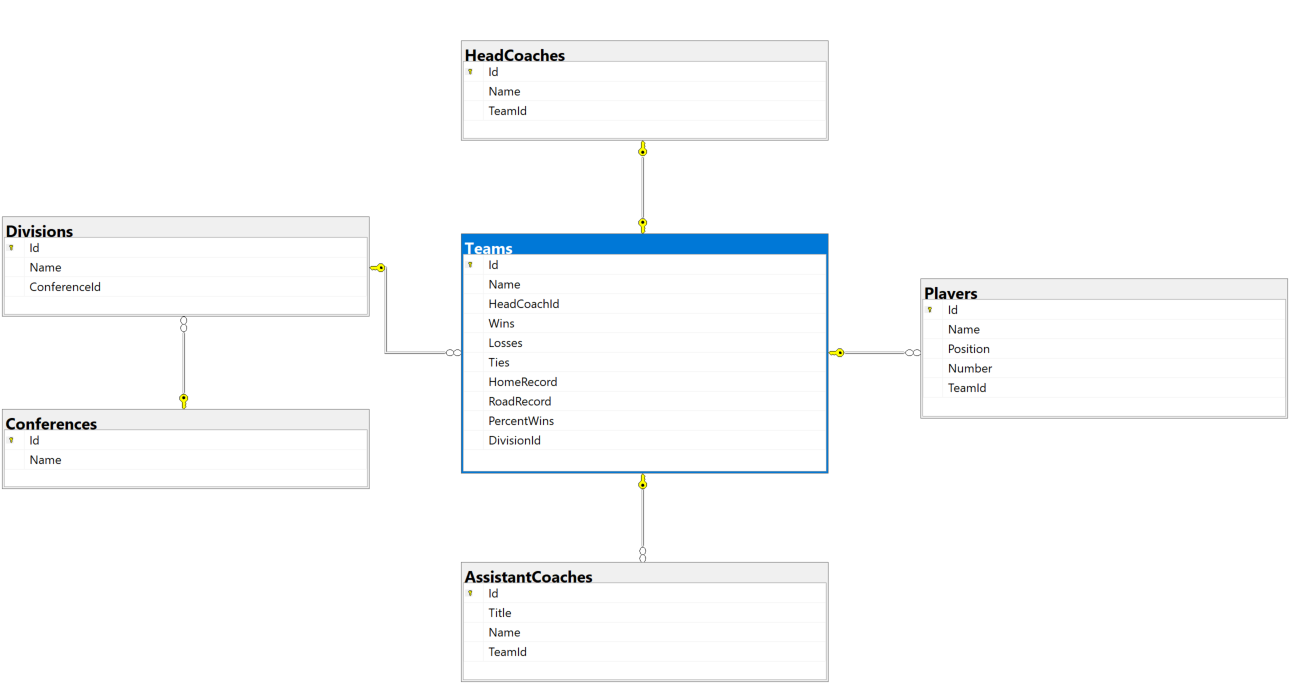 HeadCoaches
Id
Name
TeamId
Divisions
Id
Name
ConferenceId
Teams
Id
Name
HeadCoachId
Wins
Losses
Ties
HomeRecord
RoadRecord
PercentWins
DivisionId
Players
Id
Name
Position
Number
TeamId
Conferences
Id
Name
AssistantCoaches
Id
Title
Name
TeamId